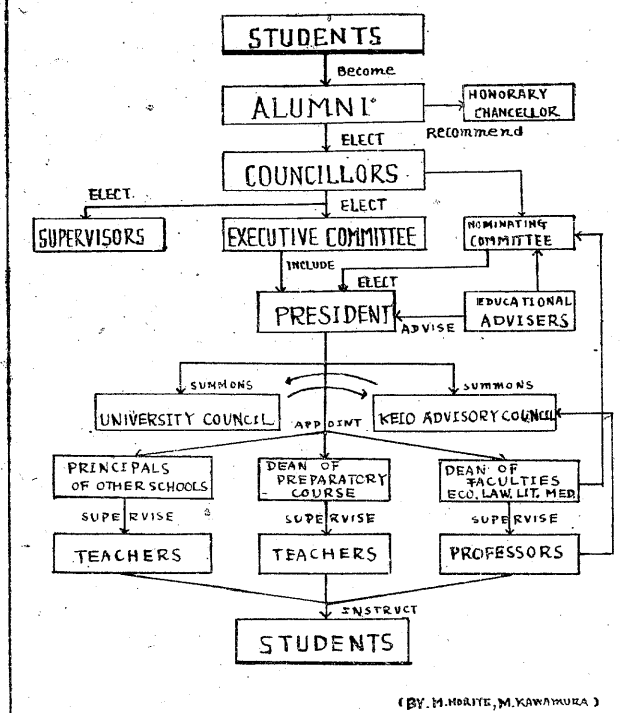 STUDENTS
Become
ALUMNI
HONORARY
CHANCELLOR
Recommend
ELECT
COUNCILLORS
ELECT
ELECT
SUPERVISORS
EXECUTIVE COMMITTEE
NOMINATING
COMMITTEE
INCLUDE
ELECT
PRESIDENT
EDUCATIONAL
ADVISERS
ADVISE
SUMMONS
SUMMONS
UNIVERSITY COUNCIL
KEIO ADVISORY COUNCIL
APPOINT
PRINCIPALS
OF OTHER SCHOOLS
DEAN OF
PREPARATORY
COURSE
DEAN OF
FACULTIES
ECO. LAW. LIT. MED.
SUPERVISE
SUPERVISE
SUPERVISE
TEACHERS
TEACHERS
PROFESSORS
INSTRUCT
STUDENTS
(BY. M. HORITE, M. KAWAMURA)